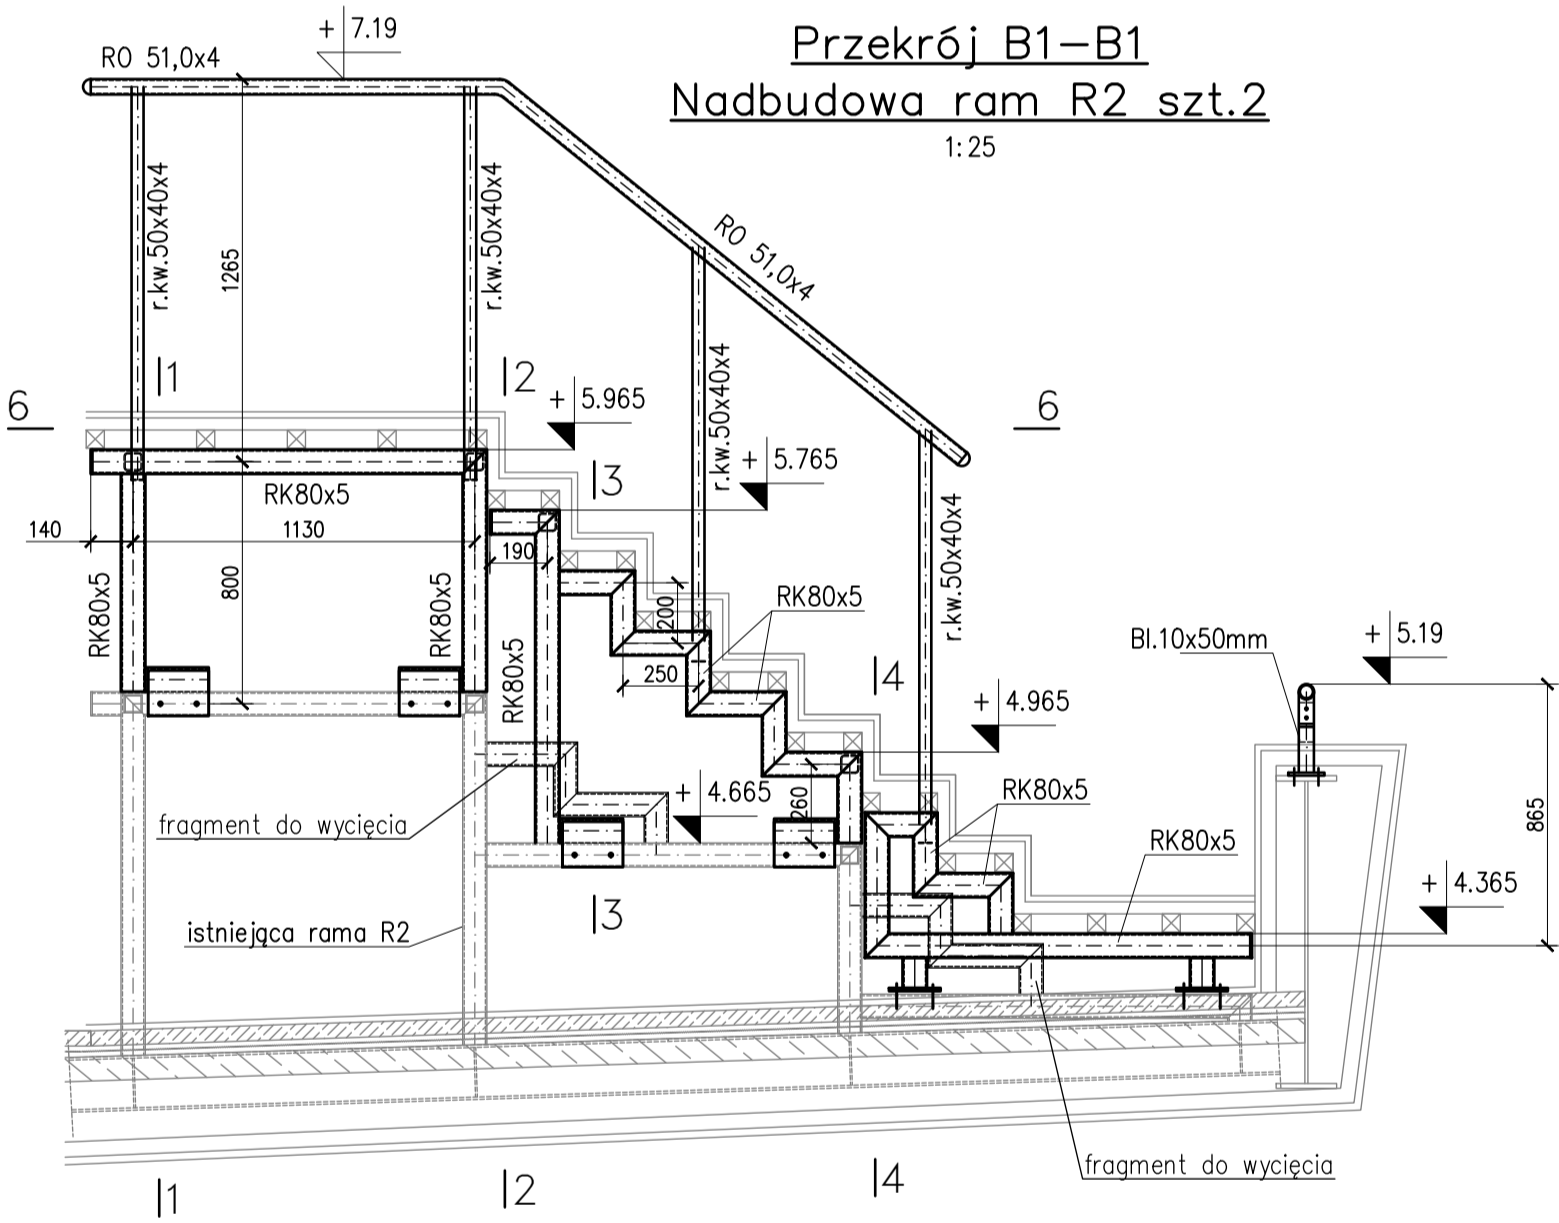 Przekrój B1-B1
Nadbudowa ram R2 szt.2
1:25
+ 7.19
RO 51,0x4
r.kw.50x40x4
1265
r.kw.50x40x4
RO 51,0x4
1
2
6
+ 5.965
6
r.kw.50x40x4
+ 5.765
3
RK80x5
140
1130
190
r.kw.50x40x4
RK80x5
800
RK80x5
200
RK80x5
Bl.10x50mm
+ 5.19
RK80x5
250
4
+ 4.965
260
+ 4.665
RK80x5
865
fragment do wycięcia
RK80x5
+ 4.365
3
istniejąca rama R2
fragment do wycięcia
1
2
4